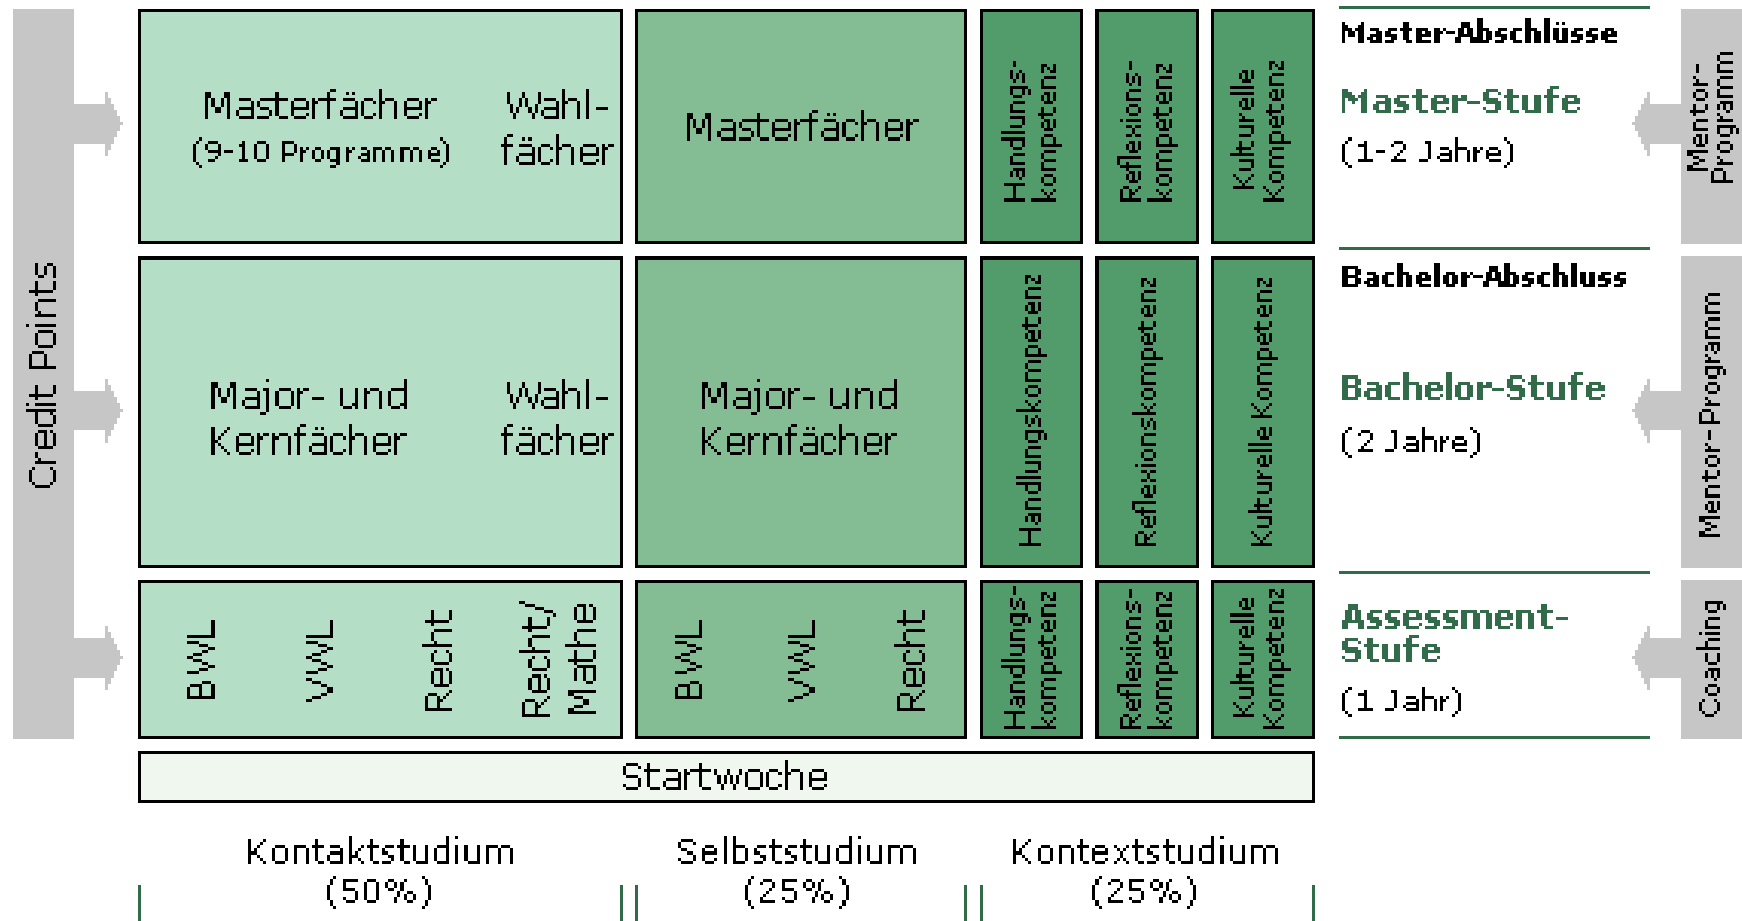 Credit Points
Masterfächer
(9-10 Programme)
Wahl-
fächer
Masterfächer
Handlungs-
kompetenz
Reflexions-
kompetenz
Kulturelle
Kompetenz
Master-Abschlüsse
Master-Stufe
(1-2 Jahre)
Mentor-
Programm
Major- und
Kernfächer
Wahl-
fächer
Major- und
Kernfächer
Handlungskompetenz
Reflexionskompetenz
Kulturelle Kompetenz
Bachelor-Abschluss
Bachelor-Stufe
(2 Jahre)
Mentor-Programm
BWL
VWL
Recht
Recht/
Mathe
BWL
VWL
Recht
Handlungs-
kompetenz
Reflexions-
kompetenz
Kulturelle
Kompetenz
Assessment-
Stufe
(1 Jahr)
Coaching
Startwoche
Kontaktstudium
(50%)
Selbststudium
(25%)
Kontextstudium
(25%)